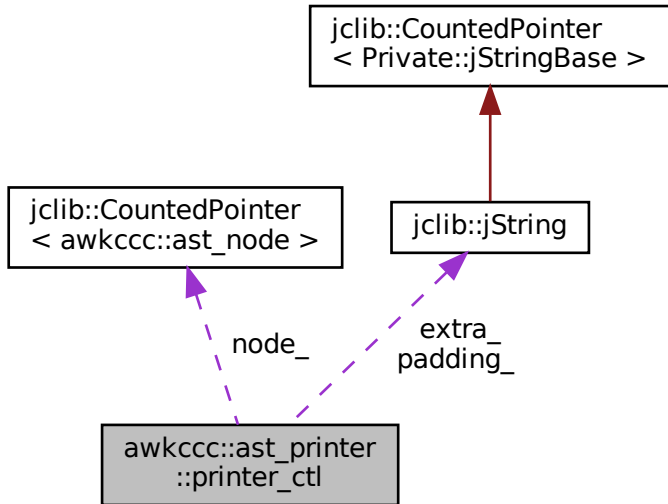 jclib::CountedPointer
< Private::jStringBase >
jclib::CountedPointer
< awkccc::ast_node >
jclib::jString
node_
extra_
padding_
awkccc::ast_printer
::printer_ctl